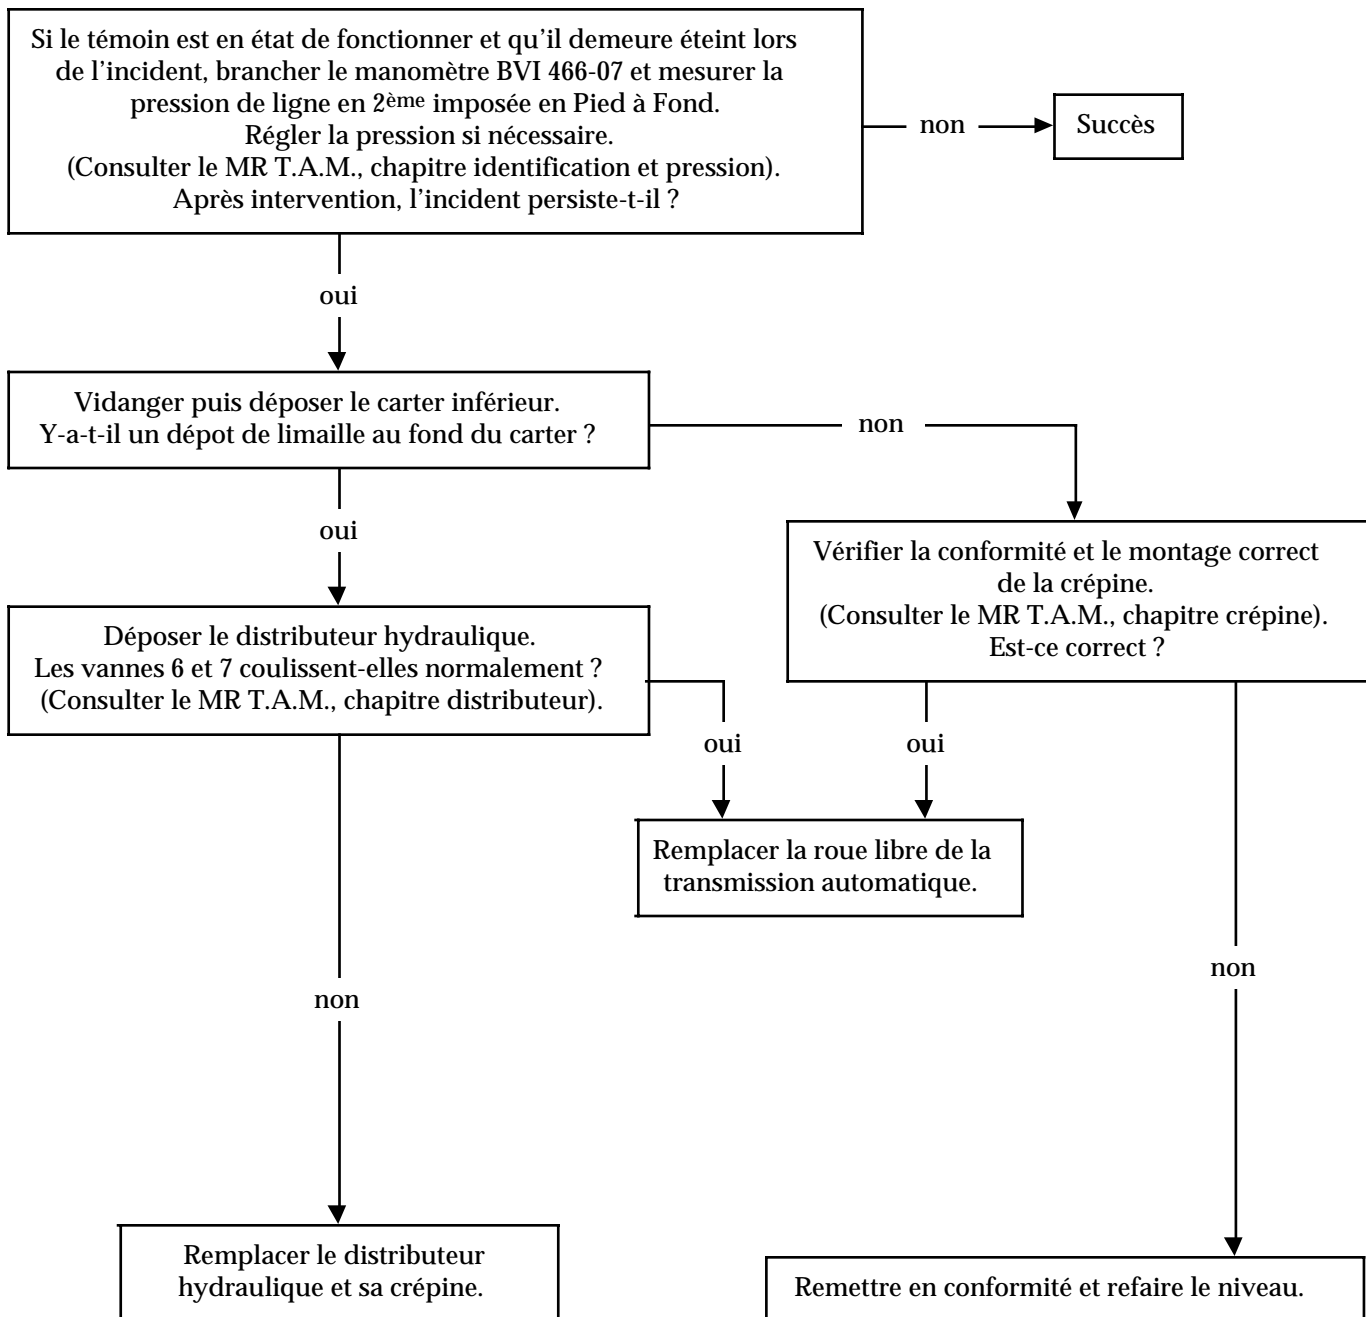 Si le témoin est en état de fonctionner et qu'il demeure éteint lors
de l'incident, brancher le manomètre BVI 466-07 et mesurer la
pression de ligne en 2ème imposée en Pied à Fond.
Régler la pression si nécessaire.
(Consulter le MR T.A.M., chapitre identification et pression).
Après intervention, l'incident persiste-t-il ?
non
Succès
oui
Vidanger puis déposer le carter inférieur.
Y-a-t-il un dépot de limaille au fond du carter ?
non
oui
Vérifier la conformité et le montage correct
de la crépine.
(Consulter le MR T.A.M., chapitre crépine).
Est-ce correct ?
Déposer le distributeur hydraulique.
Les vannes 6 et 7 coulissent-elles normalement ?
(Consulter le MR T.A.M., chapitre distributeur).
oui
oui
Remplacer la roue libre de la
transmission automatique.
non
non
Remplacer le distributeur
hydraulique et sa crépine.
Remettre en conformité et refaire le niveau.